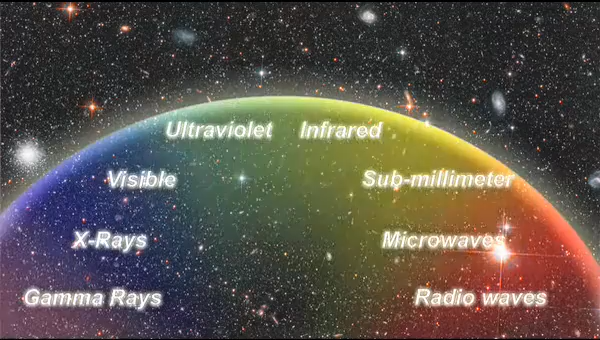 Ultraviolet Infrared
Visible Sub-millimeter
X-Rays Microwaves
Gamma Rays Radio waves